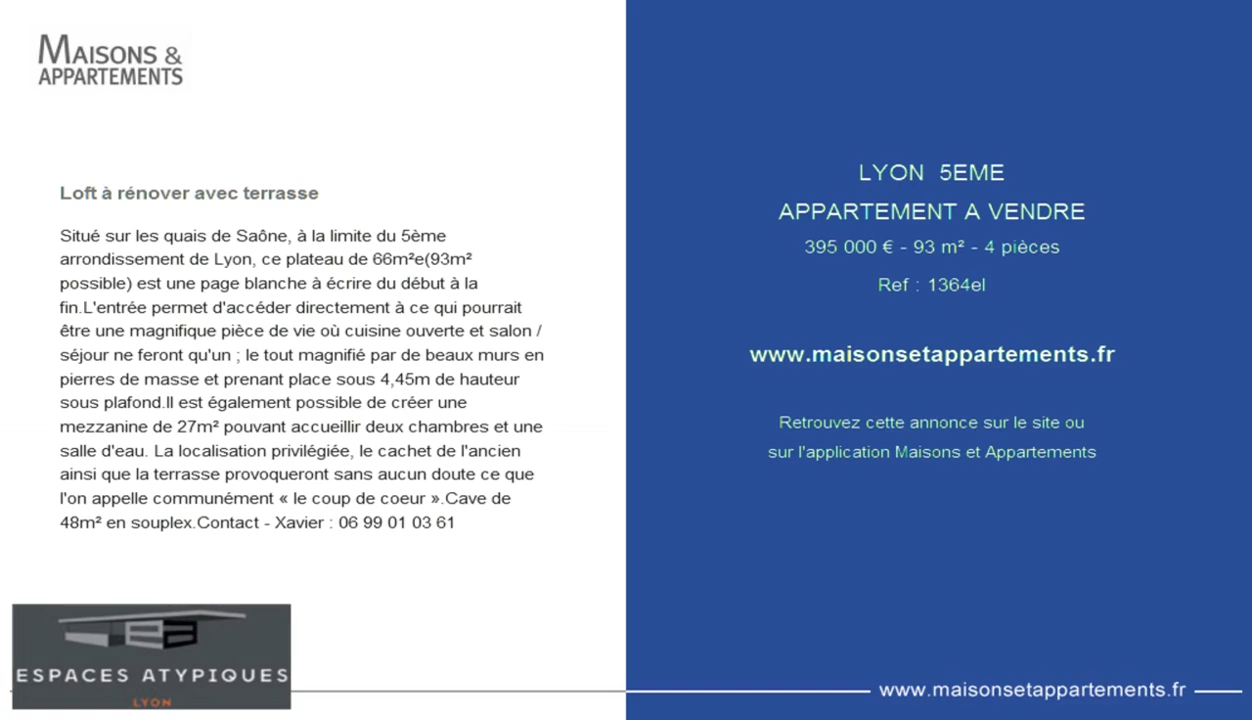 MAISONS &
APPARTEMENTS
Loft à rénover avec terrasse
Situé sur les quais de Saône, à la limite du 5ème
arrondissement de Lyon, ce plateau de 66m²e(93m²
possible) est une page blanche à écrire du début à la
fin.L'entrée permet d'accéder directement à ce qui pourrait
être une magnifique pièce de vie où cuisine ouverte et salon /
séjour ne feront qu'un ; le tout magnifié par de beaux murs en
pierres de masse et prenant place sous 4,45m de hauteur
sous plafond.Il est également possible de créer une
mezzanine de 27m² pouvant accueillir deux chambres et une
salle d'eau. La localisation privilégiée, le cachet de l'ancien
ainsi que la terrasse provoqueront sans aucun doute ce que
l'on appelle communément « le coup de coeur ».Cave de
48m² en souplex.Contact - Xavier : 06 99 01 03 61
ea
ESPACES ATYPIQUES
LYON
LYON 5EME
APPARTEMENT A VENDRE
395 000 € - 93 m² - 4 pièces
Ref : 1364el
www.maisonsetappartements.fr
Retrouvez cette annonce sur le site ou
sur l'application Maisons et Appartements
www.maisonsetappartements.fr